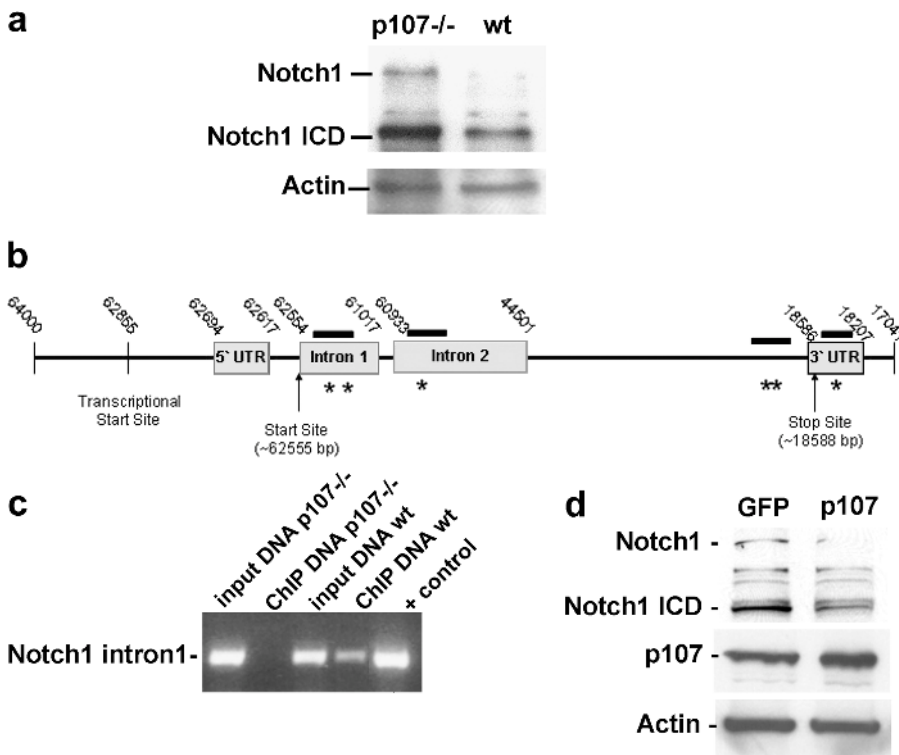 a
p107-/- wt
Notch1
Notch1 ICD
Actin
b
64000 62855 62694 62617 62554 61017 60933 44501 18586 18207 1704
5` UTR Intron 1 Intron 2 3` UTR
* * * ** *
Transcriptional
Start Site
Start Site
(~62555 bp)
Stop Site
(~18588 bp)
c
input DNA p107-/-
ChIP DNA p107-/-
input DNA wt
ChIP DNA wt
+ control
Notch1 intron1-
d
GFP p107
Notch1 -
Notch1 ICD -
p107 -
Actin -